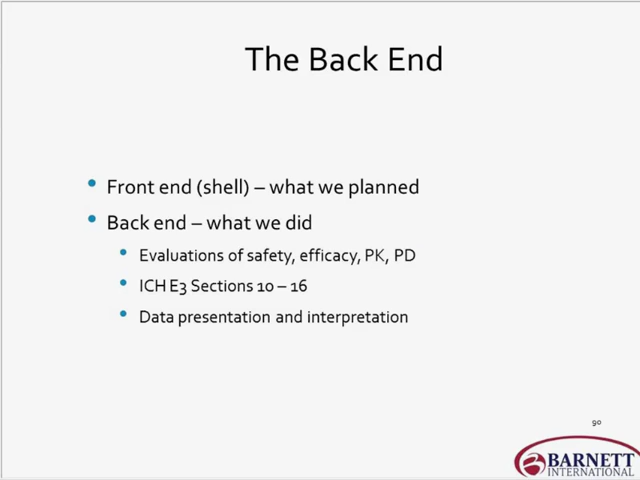 The Back End
• Front end (shell) – what we planned
• Back end – what we did
• Evaluations of safety, efficacy, PK, PD
• ICH E3 Sections 10 – 16
• Data presentation and interpretation
90
BARNETT
INTERNATIONAL